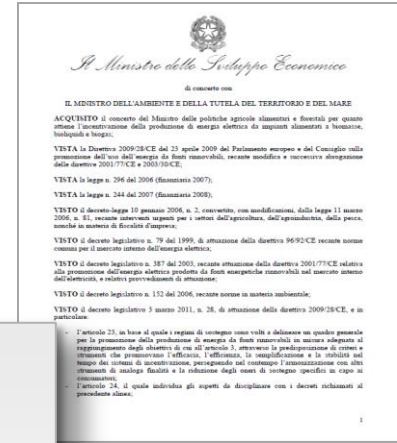 Il Ministro dello Sviluppo Economico
di concerto con
IL MINISTRO DELL'AMBIENTE E DELLA TUTELA DEL TERRITORIO E DEL MARE
ACQUISITO il concerto del Ministro delle politiche agricole alimentari e forestali per quanto
attiene l'incentivazione della produzione di energia elettrica da impianti alimentati a biomasse,
bioliquidi e biogas;
VISTA la Direttiva 2009/28/CE del 23 aprile 2009 del Parlamento europeo e del Consiglio sulla
promozione dell'uso dell'energia da fonti rinnovabili, recante modifica e successiva abrogazione
delle direttive 2001/77/CE e 2003/30/CE;
VISTA la legge n. 296 del 2006 (finanziaria 2007);
VISTA la legge n. 244 del 2007 (finanziaria 2008);
VISTO il decreto-legge 10 gennaio 2006, n. 2, convertito, con modificazioni, dalla legge 11 marzo
2006, n. 81, recante interventi urgenti per i settori dell'agricoltura, dell'agroindustria, della pesca,
nonché in materia di fiscalità d'impresa;
VISTO il decreto legislativo n. 79 del 1999, di attuazione della direttiva 96/92/CE recante norme
comuni per il mercato interno dell'energia elettrica;
VISTO il decreto legislativo n. 387 del 2003, recante attuazione della direttiva 2001/77/CE relativa
alla promozione dell'energia elettrica prodotta da fonti energetiche rinnovabili nel mercato interno
dell'elettricità, e relativi provvedimenti di attuazione;
VISTO il decreto legislativo n. 152 del 2006, recante norme in materia ambientale;
VISTO il decreto legislativo 3 marzo 2011, n. 28, di attuazione della direttiva 2009/28/CE, e in
particolare:
- l'articolo 23, in base al quale i regimi di sostegno sono volti a delineare un quadro generale
per la promozione della produzione di energia da fonti rinnovabili in misura adeguata al
raggiungimento degli obiettivi di cui all'articolo 3, attraverso la predisposizione di criteri e
strumenti che promuovano l'efficacia, l'efficienza, la semplificazione e la stabilità nel
tempo dei sistemi di incentivazione, perseguendo nel contempo l'armonizzazione con altri
strumenti di analoga finalità e la riduzione degli oneri di sostegno specifici in capo ai
consumatori;
- l'articolo 24, il quale individua gli aspetti da disciplinare con i decreti richiamati al
precedente alinea;
1